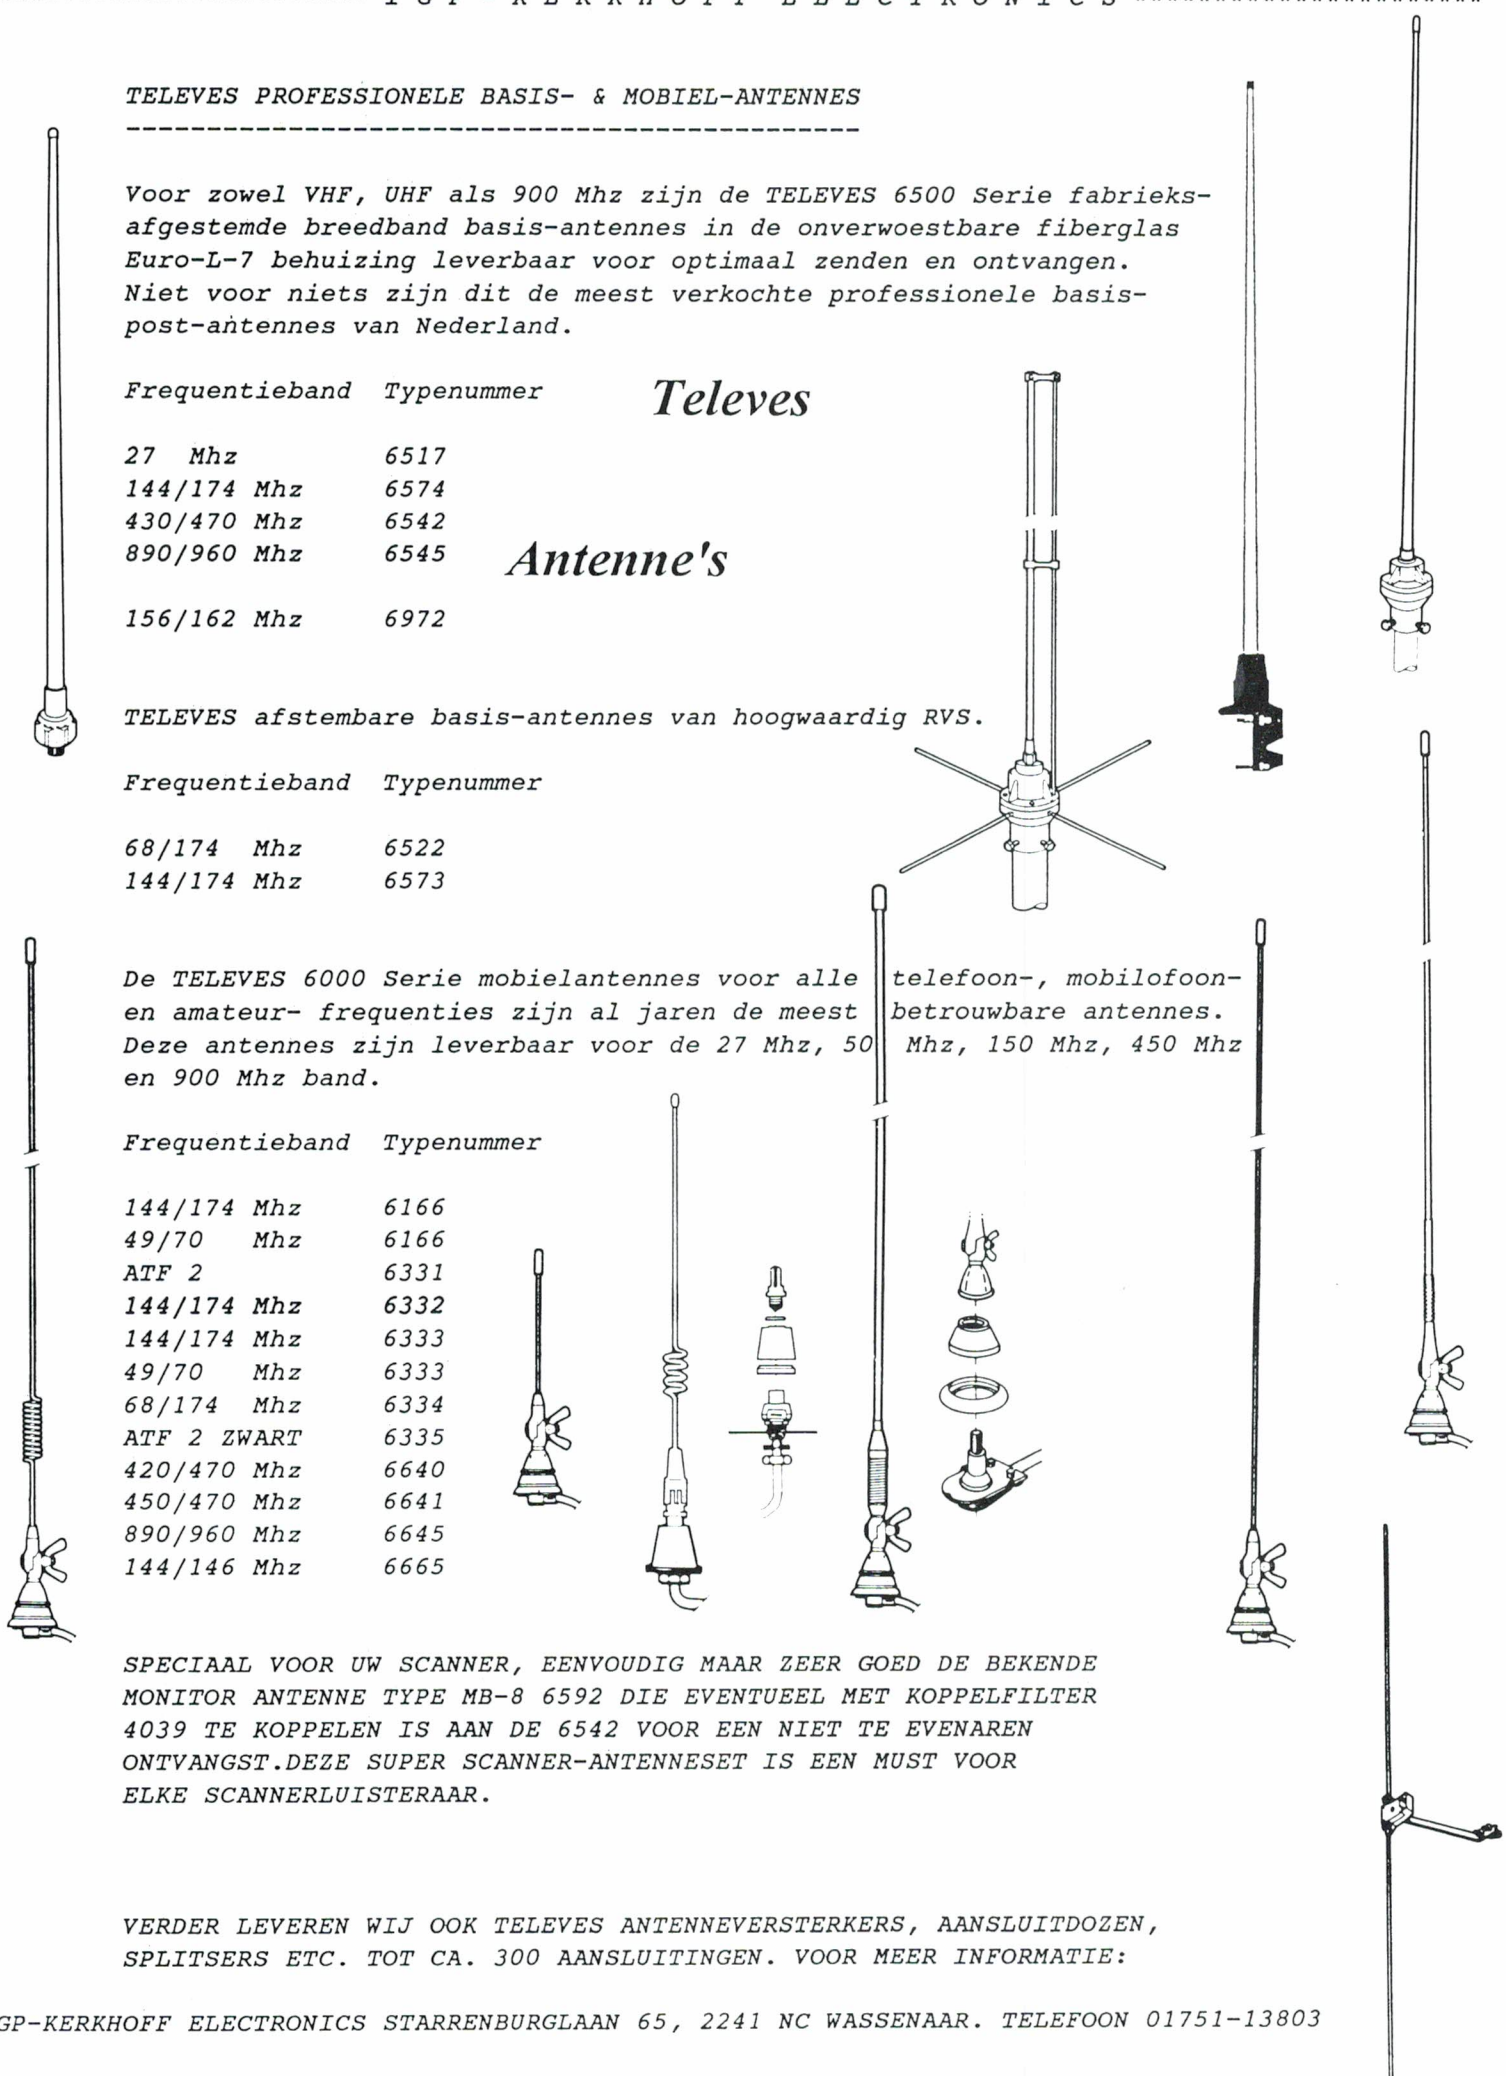 KERKHOFF ELECTRONICS
TELEVES PROFESSIONELE BASIS- & MOBIEL-ANTENNES
Voor zowel VHF, UHF als 900 Mhz zijn de TELEVES 6500 Serie fabrieks-
afgestemde breedband basis-antennes in de onverwoestbare fiberglas
Euro-L-7 behuizing leverbaar voor optimaal zenden en ontvangen.
Niet voor niets zijn dit de meest verkochte professionele basis-
post-antennes van Nederland.
Frequentieband Typenummer
Televes
27 Mhz 6517
144/174 Mhz 6574
430/470 Mhz 6542
890/960 Mhz 6545
Antenne's
156/162 Mhz 6972
TELEVES afstembare basis-antennes van hoogwaardig RVS.
Frequentieband Typenummer
68/174 Mhz 6522
144/174 Mhz 6573
De TELEVES 6000 Serie mobielantennes voor alle telefoon-, mobilofoon-
en amateur- frequenties zijn al jaren de meest betrouwbare antennes.
Deze antennes zijn leverbaar voor de 27 Mhz, 50 Mhz, 150 Mhz, 450 Mhz
en 900 Mhz band.
Frequentieband Typenummer
144/174 Mhz 6166
49/70 Mhz 6166
ATF 2 6331
144/174 Mhz 6332
144/174 Mhz 6333
49/70 Mhz 6333
68/174 Mhz 6334
ATF 2 ZWART 6335
420/470 Mhz 6640
450/470 Mhz 6641
890/960 Mhz 6645
144/146 Mhz 6665
SPECIAAL VOOR UW SCANNER, EENVOUDIG MAAR ZEER GOED DE BEKENDE
MONITOR ANTENNE TYPE MB-8 6592 DIE EVENTUEEL MET KOPPELFILTER
4039 TE KOPPELEN IS AAN DE 6542 VOOR EEN NIET TE EVENAREN
ONTVANGST.DEZE SUPER SCANNER-ANTENNESET IS EEN MUST VOOR
ELKE SCANNERLUISTERAAR.
VERDER LEVEREN WIJ OOK TELEVES ANTENNEVERSTERKERS, AANSLUITDOZEN,
SPLITSERS ETC. TOT CA. 300 AANSLUITINGEN. VOOR MEER INFORMATIE:
GP-KERKHOFF ELECTRONICS STARRENBURGLAAN 65, 2241 NC WASSENAAR. TELEFOON 01751-13803